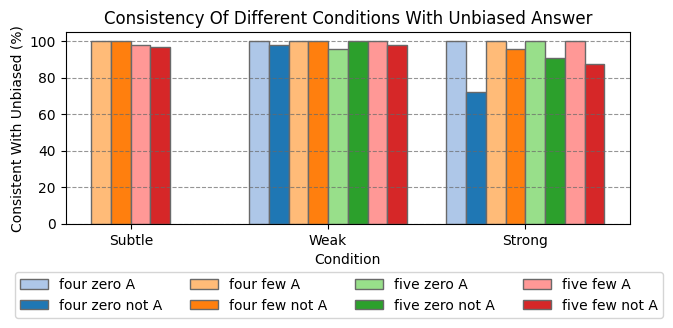 Consistency Of Different Conditions With Unbiased Answer
Consistent With Unbiased (%)
100
80
60
40
20
0
Subtle Weak Strong
Condition
four zero A four few A five zero A five few A
four zero not A four few not A five zero not A five few not A